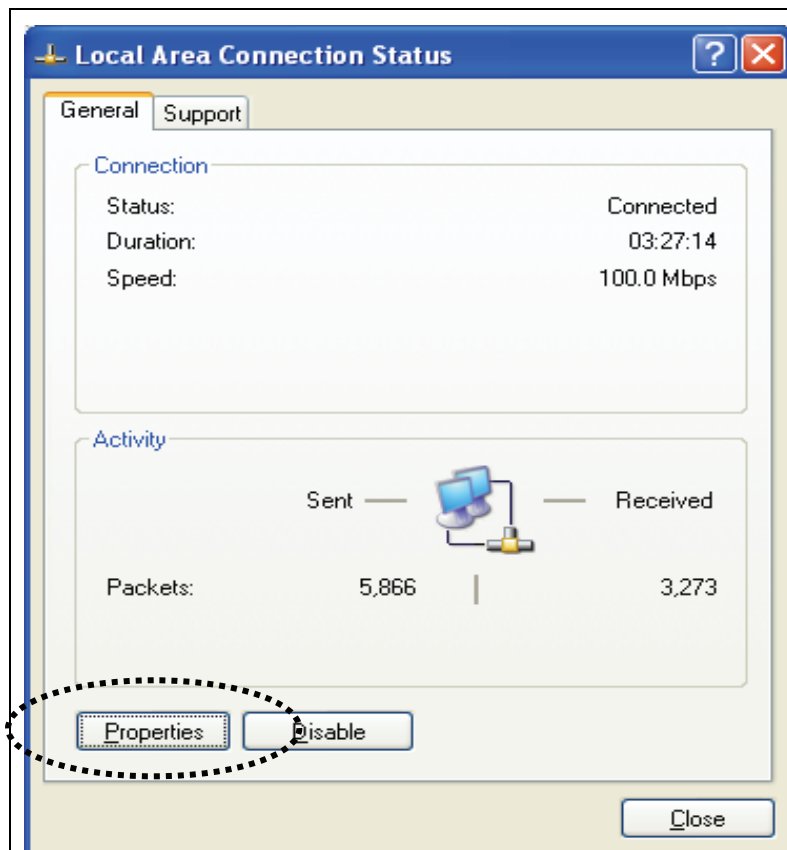 Local Area Connection Status
General Support
Connection
Status: Connected
Duration: 03:27:14
Speed: 100.0 Mbps
Activity
Sent Received
Packets: 5,866 3,273
Properties Disable
Close